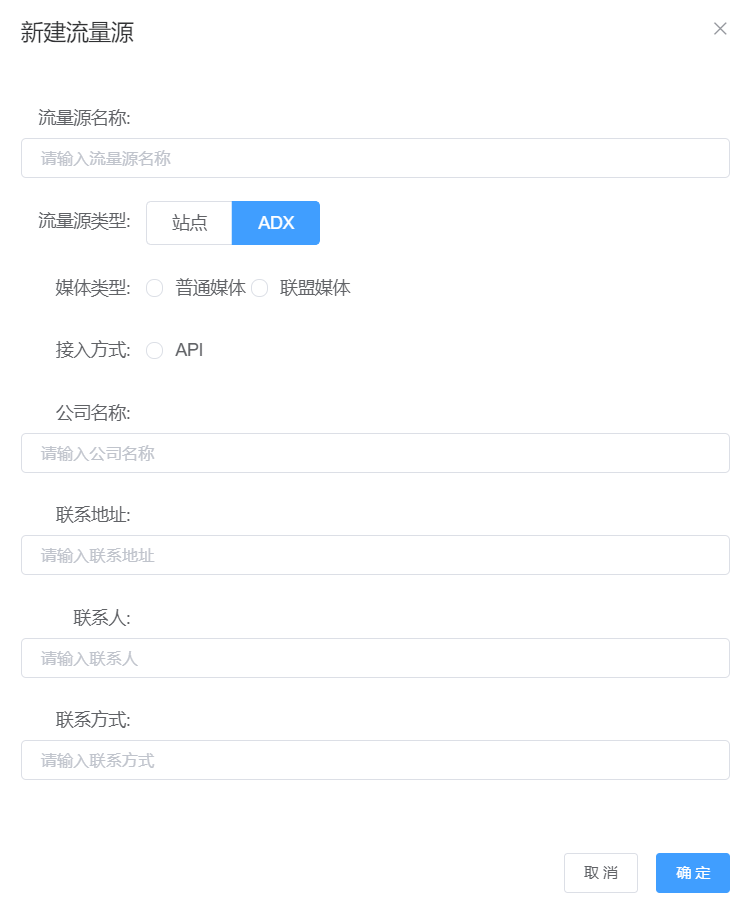 新建流量源
流量源名称:
请输入流量源名称
流量源类型: 站点 ADX
媒体类型: 普通媒体 联盟媒体
接入方式: API
公司名称:
请输入公司名称
联系地址:
请输入联系地址
联系人:
请输入联系人
联系方式:
请输入联系方式
取消 确定